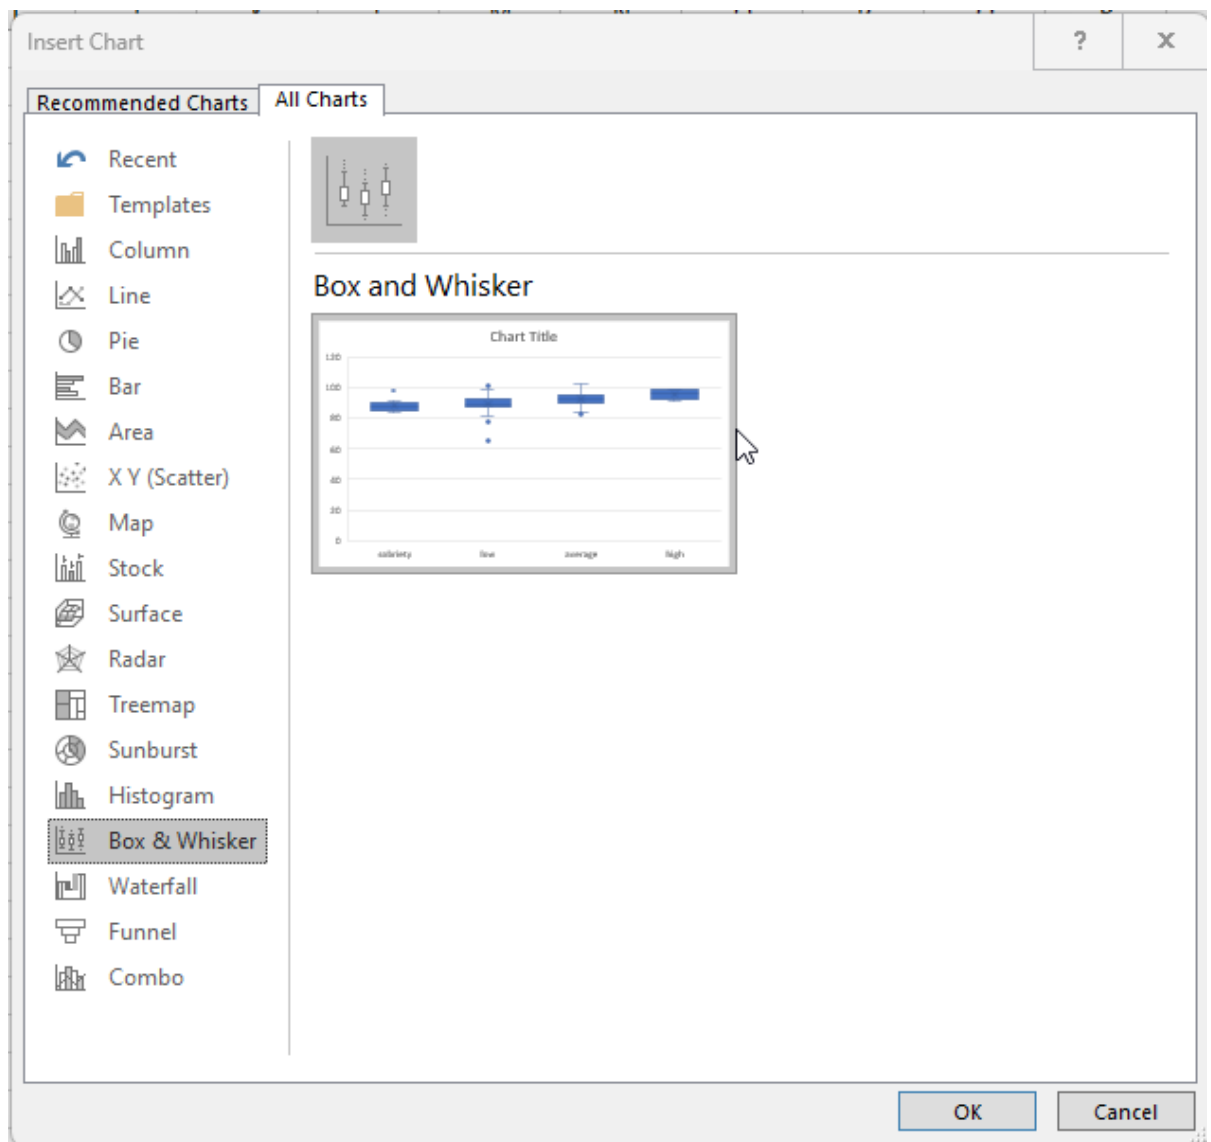 Insert Chart
?
X
Recommended Charts
All Charts
Recent
Templates
Column
Line
Pie
Bar
Area
X Y (Scatter)
Map
Stock
Surface
Radar
Treemap
Sunburst
Histogram
Box & Whisker
Waterfall
Funnel
Combo
Box and Whisker
Chart Title
120
100
80
60
40
20
0
sobriety
low
average
high
OK
Cancel